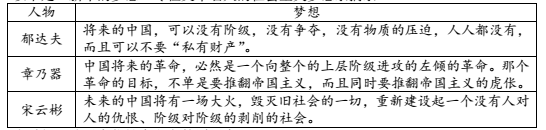 人物 梦想
郁达夫 将来的中国，可以没有阶级，没有争夺，没有物质的压迫，人人都没有，
而且可以不要“私有财产”。
章乃器 中国将来的革命，必然是一个向整个的上层阶级进攻的左倾的革命。那个
革命的目标，不单是要推翻帝国主义，而且同时要推翻帝国主义的虎伥。
宋云彬 未来的中国将有一场大火，毁灭旧社会的一切，重新建设起一个没有人对
人的仇恨、阶级对阶级的剥削的社会。